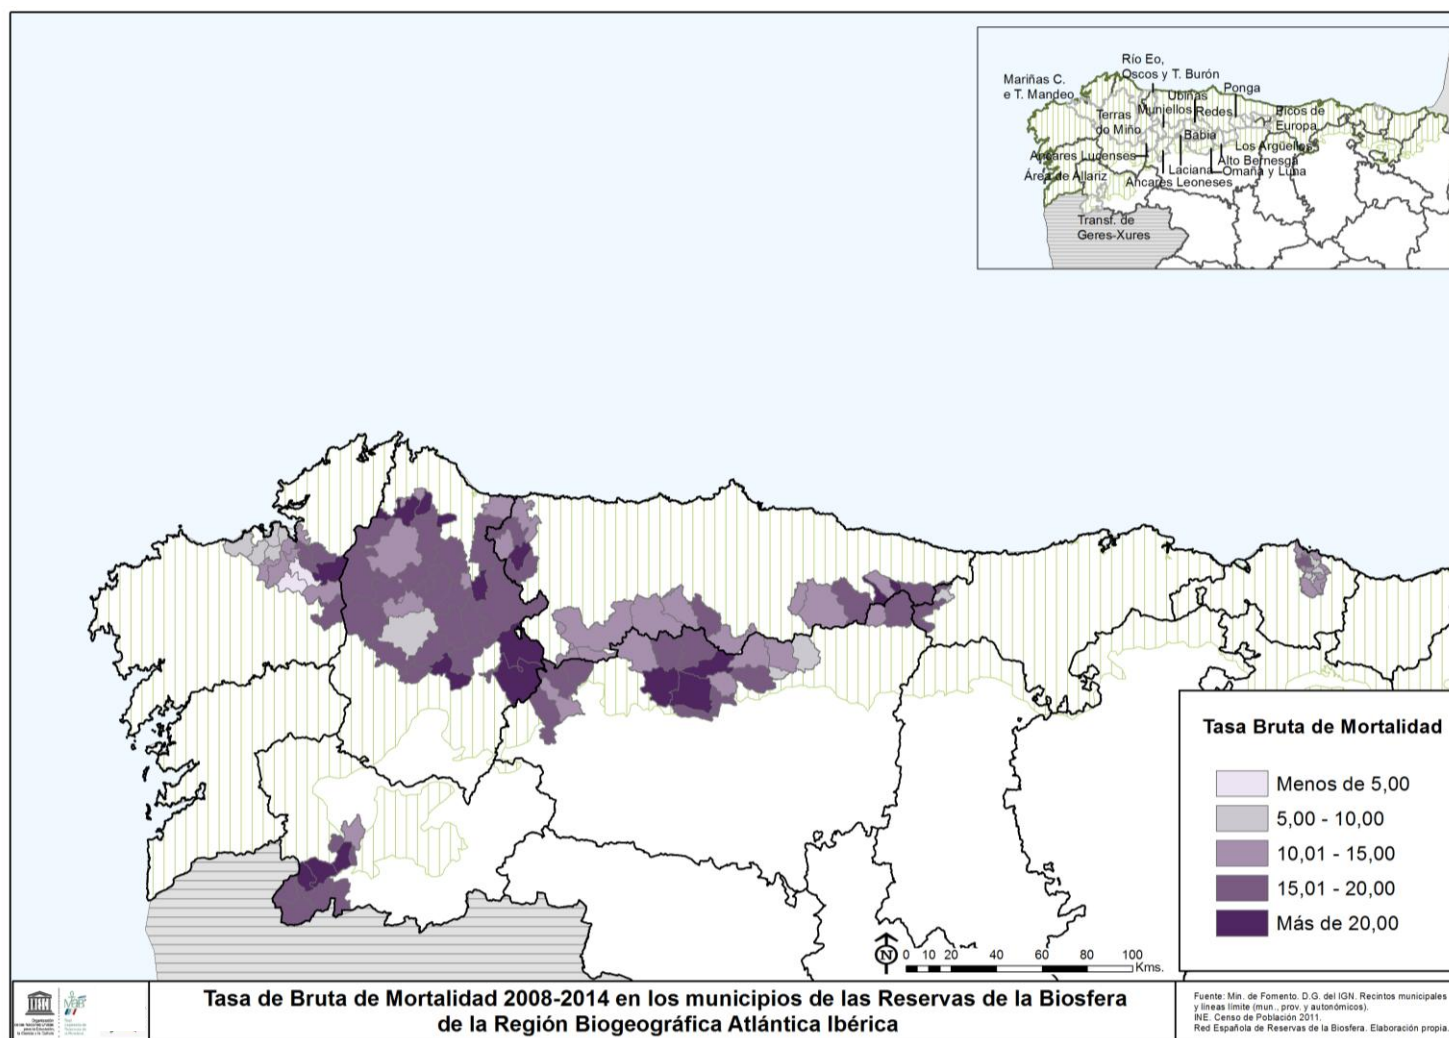 Río Eo,
Oscos y T. Burón
Mariñas C.
e T. Mandeo
Ubiñas
Ponga
Muniellos
Redes
Picos de
Europa
Terras
do Miño
Babia
Los Argüellos
Ancares Lucenses
Alto Bernesga
Área de Allariz
Laciana
Omaña y Luna
Ancares Leoneses
Transf. de
Geres-Xures
Tasa Bruta de Mortalidad
Menos de 5,00
5,00 - 10,00
10,01 - 15,00
15,01 - 20,00
Más de 20,00
N
0 10 20 40 60 80 100
Kms.
Tasa de Bruta de Mortalidad 2008-2014 en los municipios de las Reservas de la Biosfera
de la Región Biogeográfica Atlántica Ibérica
Fuente: Min. de Fomento. D.G. del IGN. Recintos municipales
y líneas límite (mun., prov. y autonómicos).
INE. Censo de Población 2011.
Red Española de Reservas de la Biosfera. Elaboración propia.